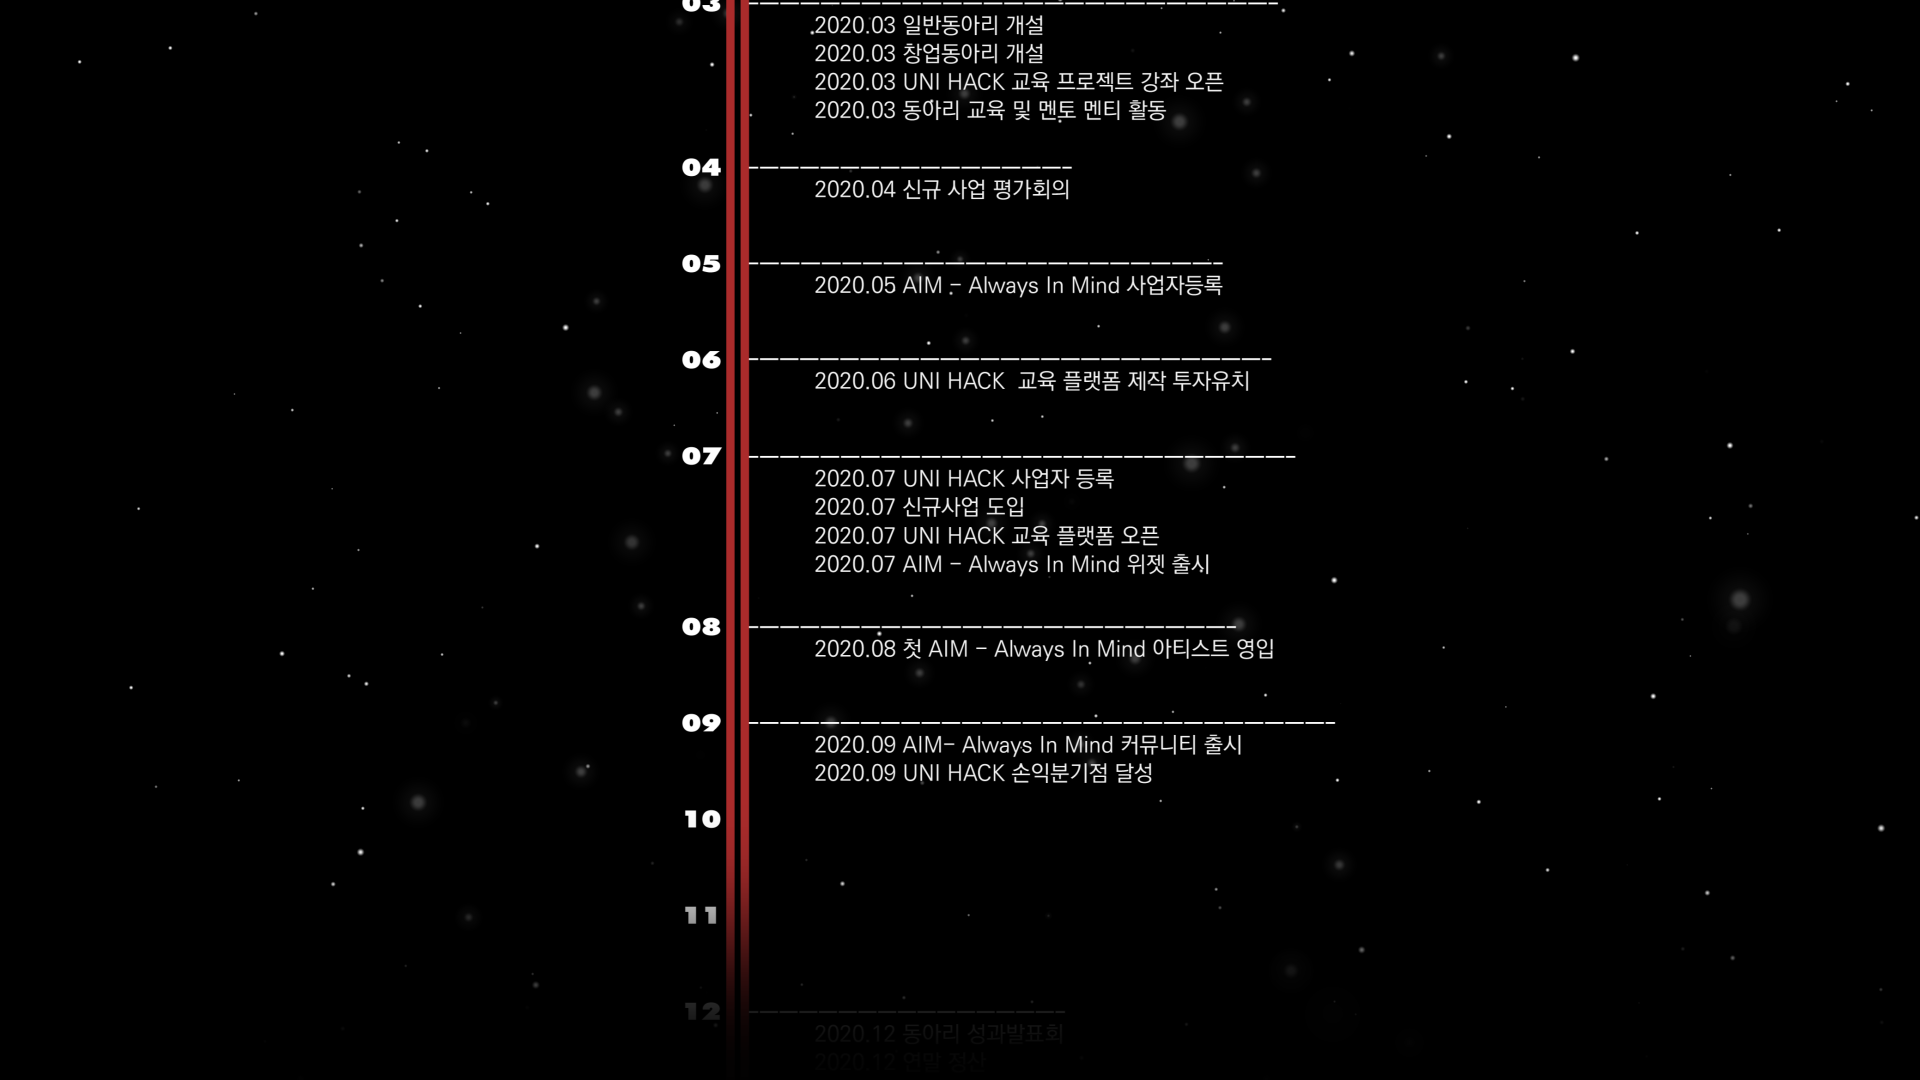 03
2020.03 일반동아리 개설
2020.03 창업동아리 개설
2020.03 UNI HACK 교육 프로젝트 강좌 오픈
2020.03 동아리 교육 및 멘토 멘티 활동
04
2020.04 신규 사업 평가회의
05
2020.05 AIM - Always In Mind 사업자등록
06
2020.06 UNI HACK  교육 플랫폼 제작 투자유치
07
2020.07 UNI HACK 사업자 등록
2020.07 신규사업 도입
2020.07 UNI HACK 교육 플랫폼 오픈
2020.07 AIM - Always In Mind 위젯 출시
08
2020.08 첫 AIM - Always In Mind 아티스트 영입
09
2020.09 AIM- Always In Mind 커뮤니티 출시
2020.09 UNI HACK 손익분기점 달성
10
11
12
2020.12 동아리 성과발표회
2020.12 연말 정산